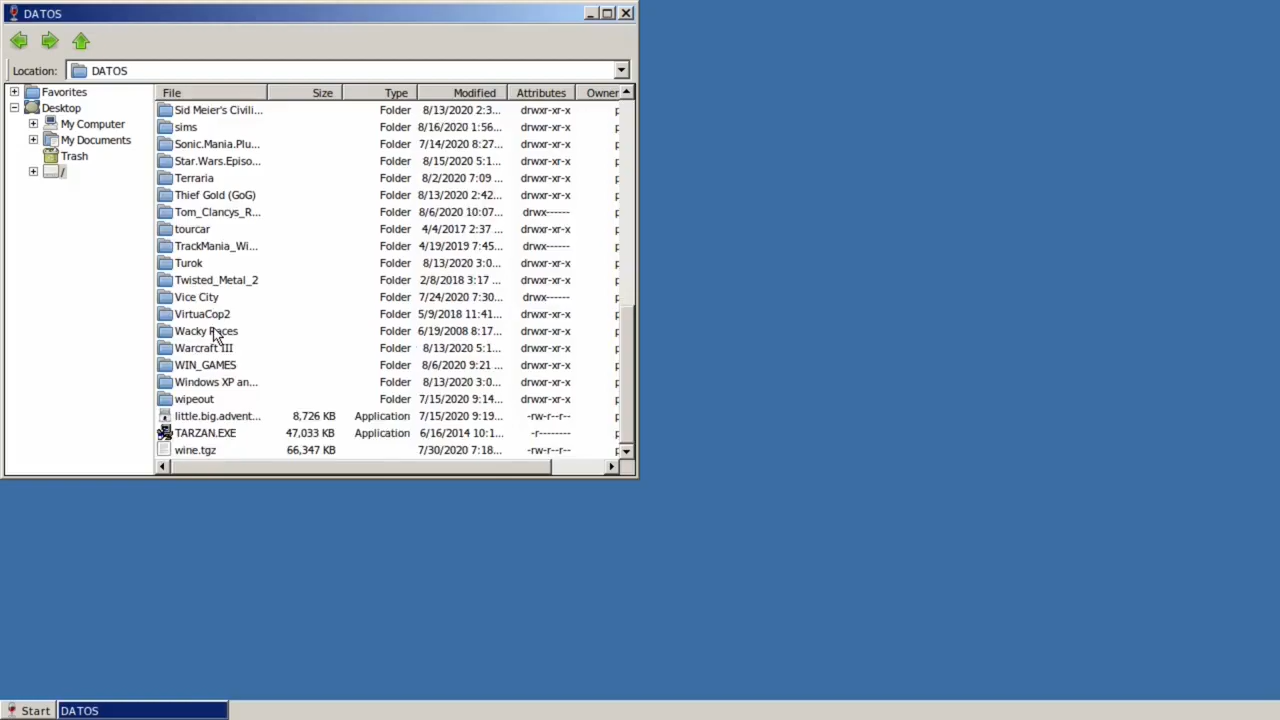 DATOS
Location: DATOS
Favorites
Desktop
My Computer
My Documents
Trash
/
File Size Type Modified Attributes Owner
Sid Meier's Civili... Folder 8/13/2020 2:3... drwxr-xr-x
sims Folder 8/16/2020 1:56... drwxr-xr-x
Sonic.Mania.Plu... Folder 7/14/2020 8:27... drwxr-xr-x
Star.Wars.Episo... Folder 8/15/2020 5:1... drwxr-xr-x
Terraria Folder 8/2/2020 7:09 ... drwxr-xr-x
Thief Gold (GoG) Folder 8/13/2020 2:42... drwxr-xr-x
Tom_Clancys_R... Folder 8/6/2020 10:07... drwx------
tourcar Folder 4/4/2017 2:37 ... drwxr-xr-x
TrackMania_Wi... Folder 4/19/2019 7:45... drwx------
Turok Folder 8/13/2020 3:0... drwxr-xr-x
Twisted_Metal_2 Folder 2/8/2018 3:17 ... drwxr-xr-x
Vice City Folder 7/24/2020 7:30... drwx------
VirtuaCop2 Folder 5/9/2018 11:41... drwxr-xr-x
Wacky Races Folder 6/19/2008 8:17... drwxr-xr-x
Warcraft III Folder 8/13/2020 5:1... drwxr-xr-x
WIN_GAMES Folder 8/6/2020 9:21 ... drwxr-xr-x
Windows XP an... Folder 8/13/2020 3:0... drwxr-xr-x
wipeout Folder 7/15/2020 9:14... drwxr-xr-x
little.big.advent... 8,726 KB Application 7/15/2020 9:19... -rw-r--r--
TARZAN.EXE 47,033 KB Application 6/16/2014 10:1... -r--------
wine.tgz 66,347 KB 7/30/2020 7:18... -rw-r--r--
Start DATOS